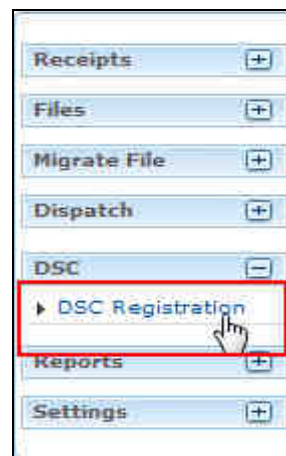 Receipts
Files
Migrate File
Dispatch
DSC
DSC Registration
Reports
Settings